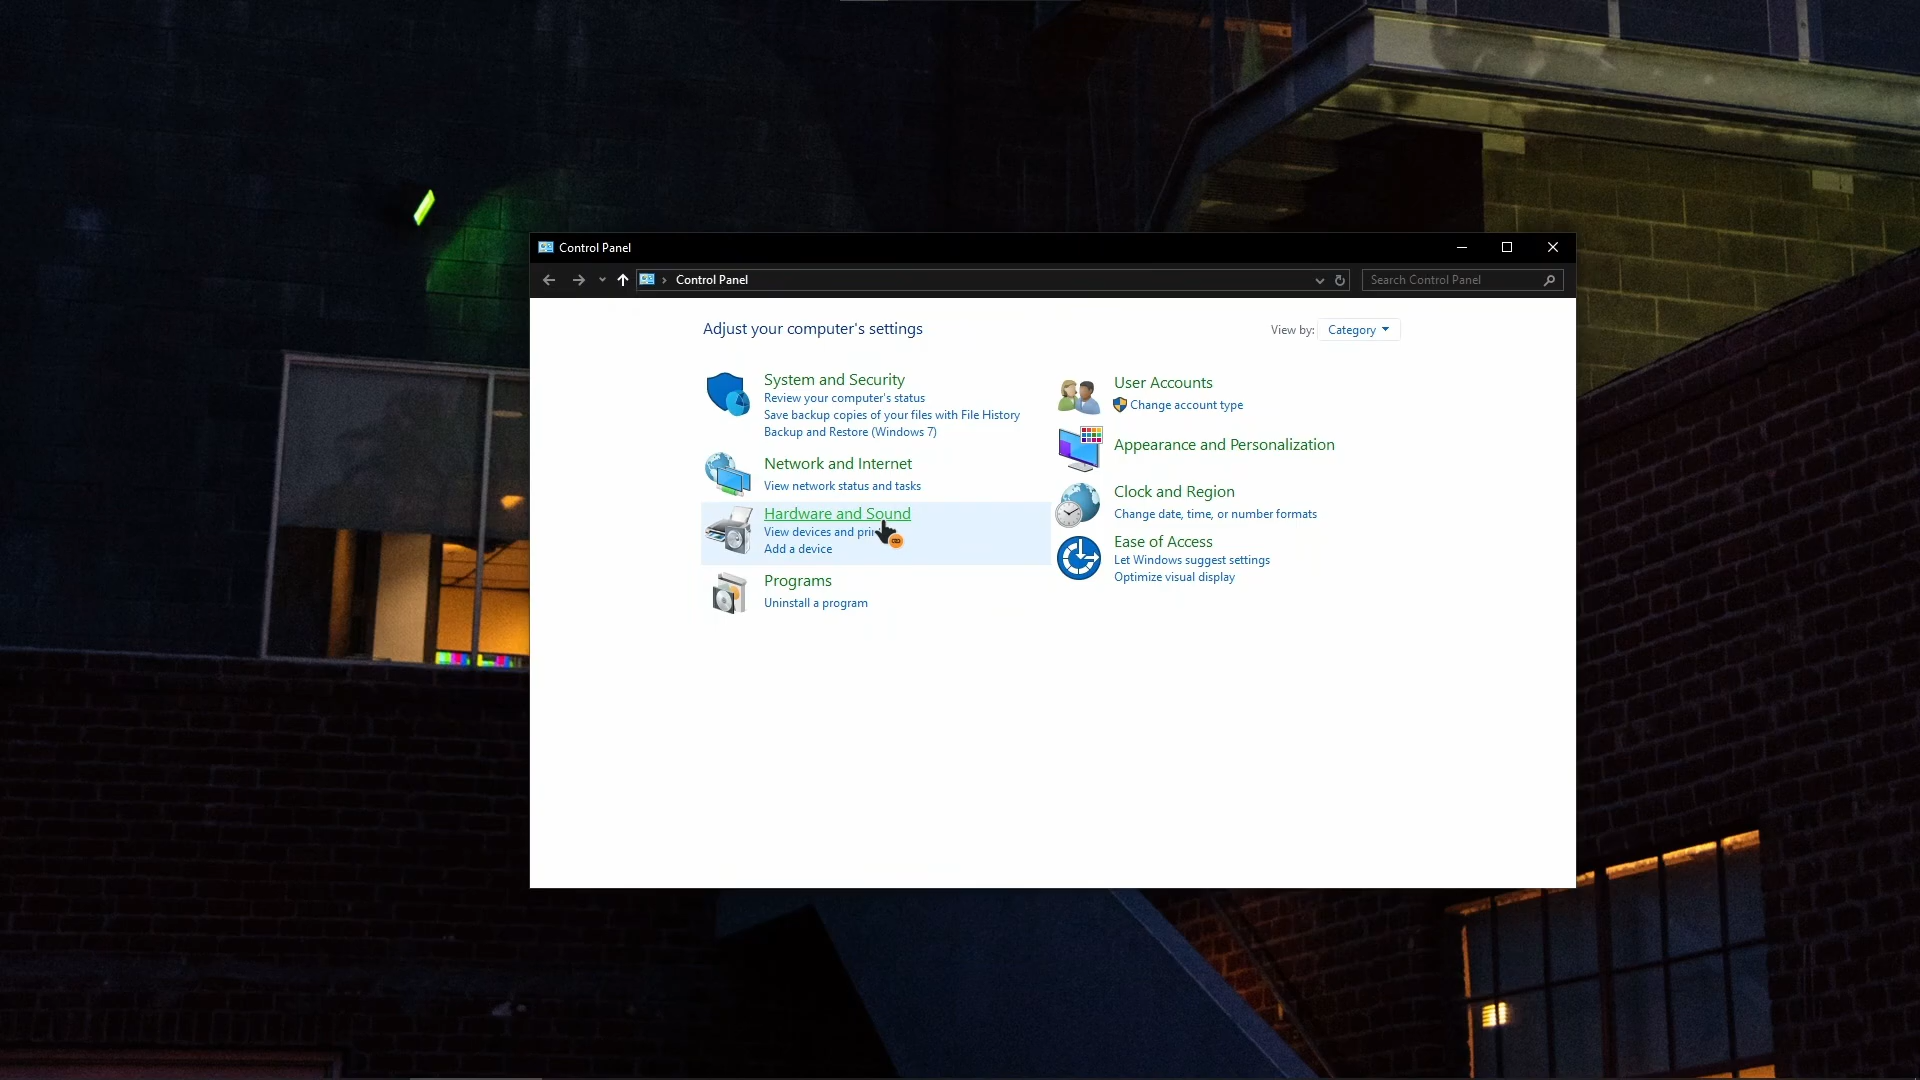 Control Panel
Control Panel
Search Control Panel
Adjust your computer's settings
View by: Category
System and Security
Review your computer's status
Save backup copies of your files with File History
Backup and Restore (Windows 7)
Network and Internet
View network status and tasks
Hardware and Sound
View devices and
Add a device
Programs
Uninstall a program
User Accounts
Change account type
Appearance and Personalization
Clock and Region
Change date, time, or number formats
Ease of Access
Let Windows suggest settings
Optimize visual display